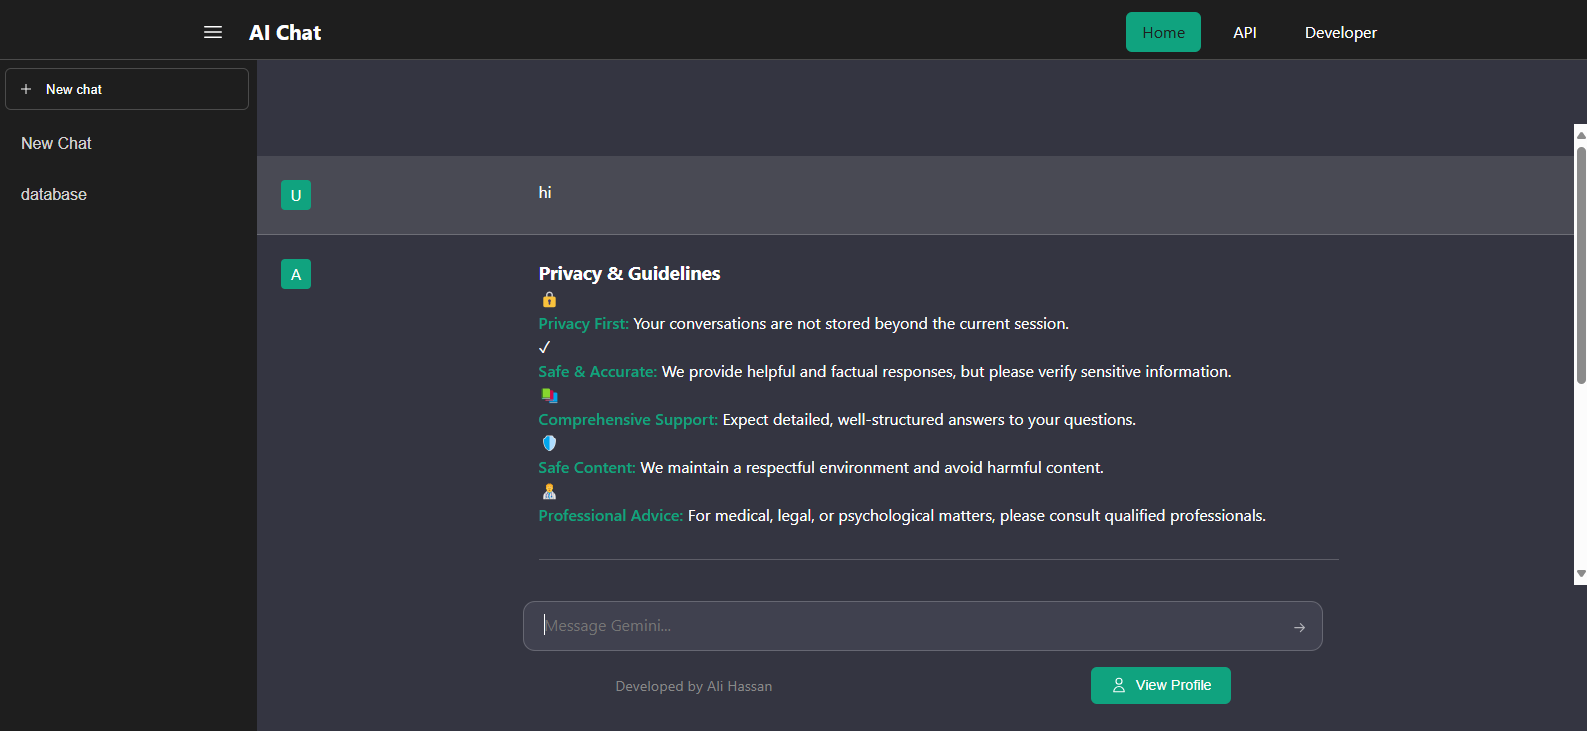 AI Chat
Home
API
Developer
New chat
New Chat
database
U
hi
A
Privacy & Guidelines
Privacy First: Your conversations are not stored beyond the current session.
Safe & Accurate: We provide helpful and factual responses, but please verify sensitive information.
Comprehensive Support: Expect detailed, well-structured answers to your questions.
Safe Content: We maintain a respectful environment and avoid harmful content.
Professional Advice: For medical, legal, or psychological matters, please consult qualified professionals.
Message Gemini...
Developed by Ali Hassan
View Profile